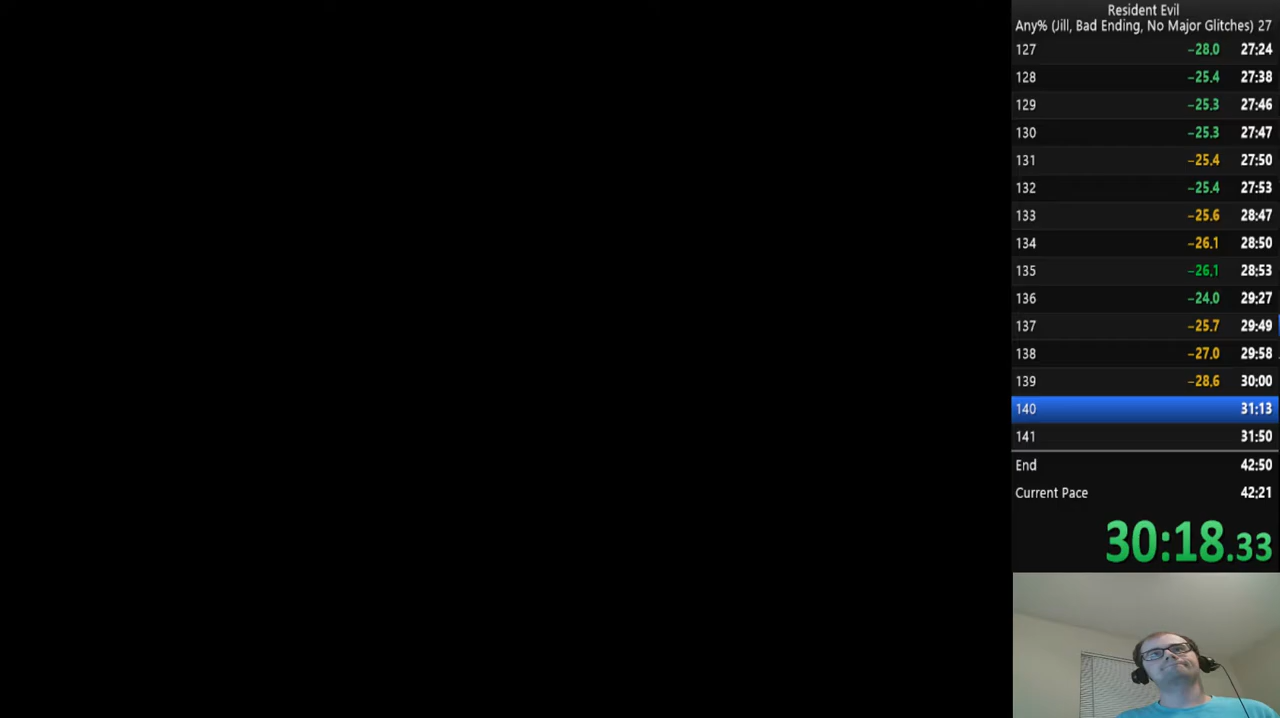 Resident Evil
Any% (Jill, Bad Ending, No Major Glitches) 27
127 -28.0 27:24
128 -25.4 27:38
129 -25.3 27:46
130 -25.3 27:47
131 -25.4 27:50
132 -25.4 27:53
133 -25.6 28:47
134 -26.1 28:50
135 -26.1 28:53
136 -24.0 29:27
137 -25.7 29:49
138 -27.0 29:58
139 -28.6 30:00
140 31:13
141 31:50
End 42:50
Current Pace 42:21
30:18.33